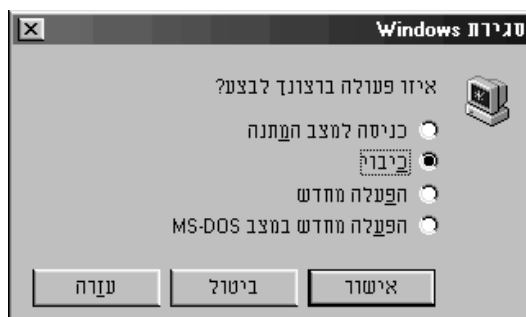 סגירת Windows
איזו פעולה ברצונך לבצע?
כניסה למצב המתנה
כיבוי
הפעלה מחדש
הפעלה מחדש במצב MS-DOS
אישור
ביטול
עזרה